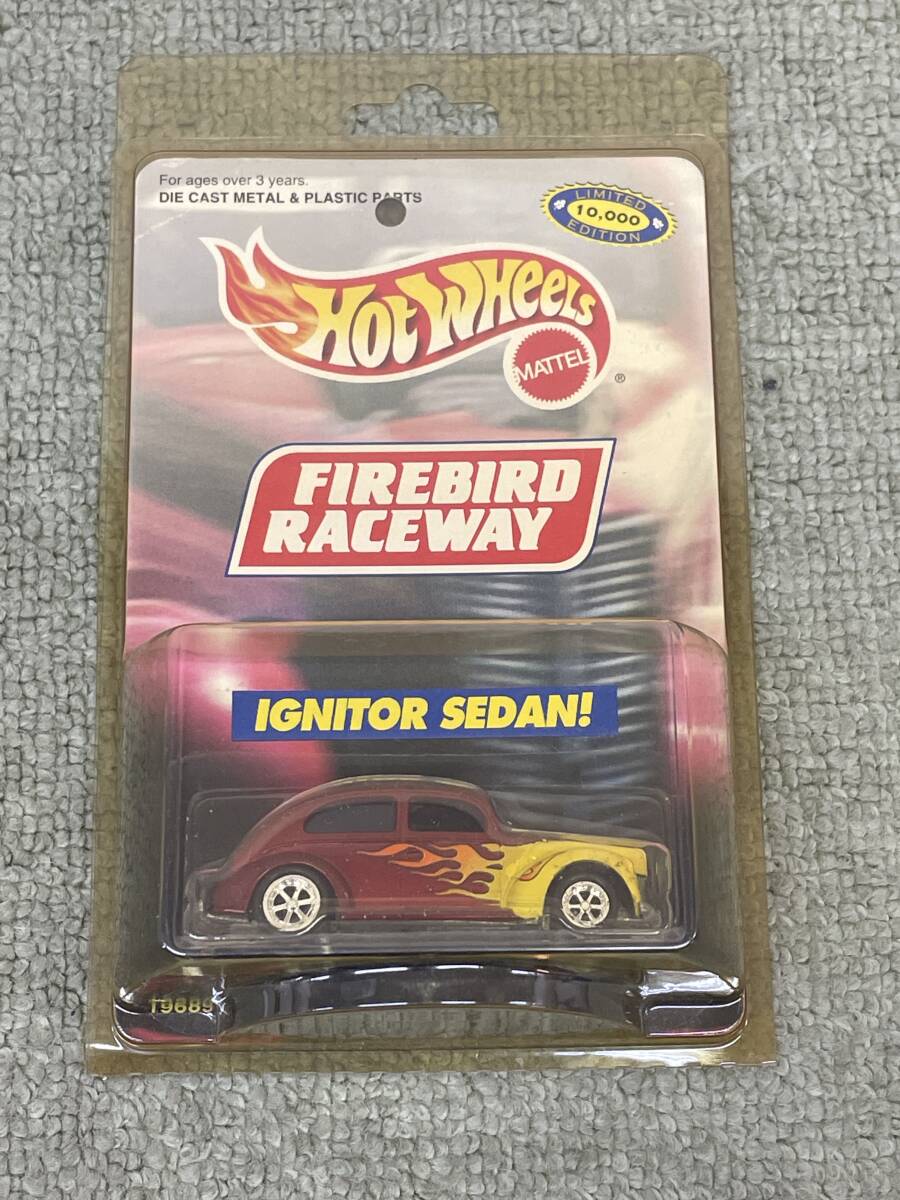 For ages over 3 years.
DIE CAST METAL & PLASTIC PARTS
LIMITED
10,000
EDITION
HOT WHEELS
MATTEL
®
FIREBIRD
RACEWAY
IGNITOR SEDAN!
19689